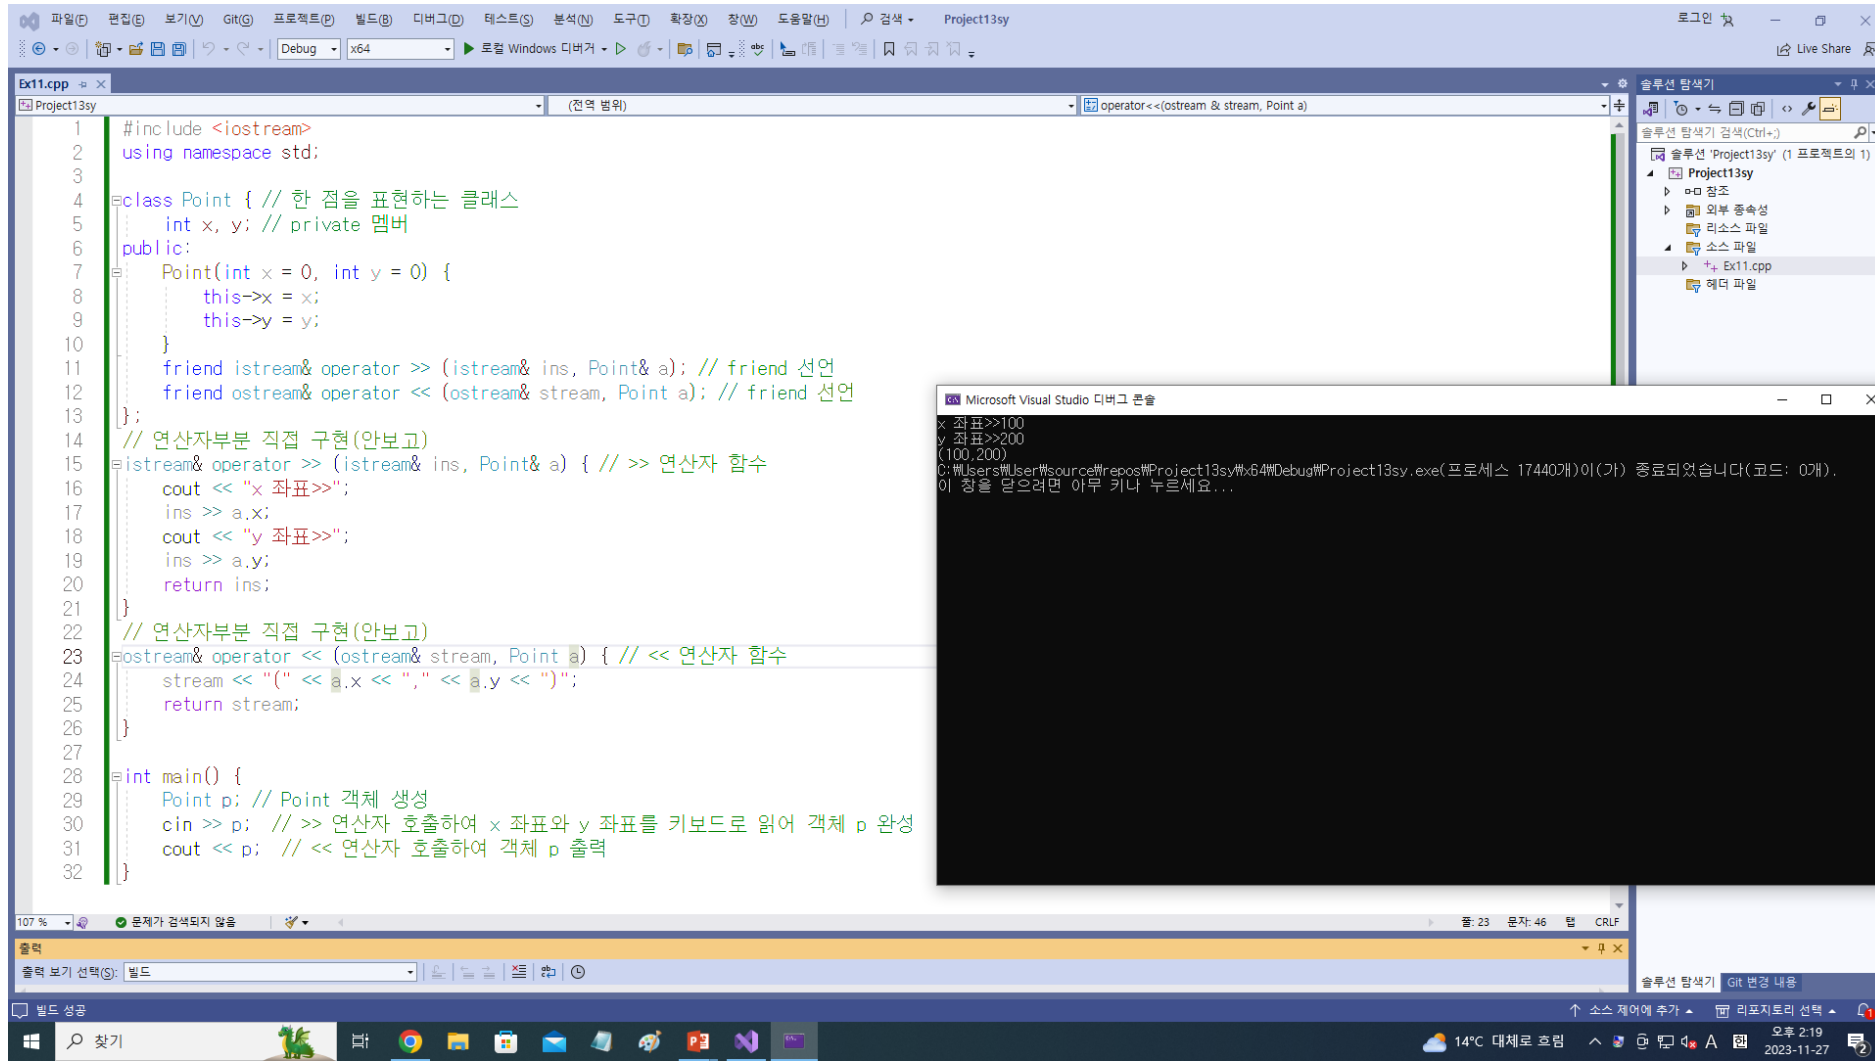 파일(F) 편집(E) 보기(V) Git(G) 프로젝트(P) 빌드(B) 디버그(D) 테스트(S) 분석(N) 도구(T) 확장(X) 창(W) 도움말(H) 검색 Project13sy 로그인
Debug x64 로컬 Windows 디버거 Live Share
Ex11.cpp
Project13sy (전역 범위) operator<<(ostream & stream, Point a)
1 #include <iostream>
2 using namespace std;
3
4 class Point { // 한 점을 표현하는 클래스
5 int x, y; // private 멤버
6 public:
7 Point(int x = 0, int y = 0) {
8 this->x = x;
9 this->y = y;
10 }
11 friend istream& operator >> (istream& ins, Point& a); // friend 선언
12 friend ostream& operator << (ostream& stream, Point a); // friend 선언
13 };
14 // 연산자부분 직접 구현(안보고)
15 istream& operator >> (istream& ins, Point& a) { // >> 연산자 함수
16 cout << "x 좌표>>";
17 ins >> a.x;
18 cout << "y 좌표>>";
19 ins >> a.y;
20 return ins;
21 }
22 // 연산자부분 직접 구현(안보고)
23 ostream& operator << (ostream& stream, Point a) { // << 연산자 함수
24 stream << "(" << a.x << "," << a.y << ")";
25 return stream;
26 }
27
28 int main() {
29 Point p; // Point 객체 생성
30 cin >> p; // >> 연산자 호출하여 x 좌표와 y 좌표를 키보드로 읽어 객체 p 완성
31 cout << p; // << 연산자 호출하여 객체 p 출력
32 }
Microsoft Visual Studio 디버그 콘솔
x 좌표>>100
y 좌표>>200
(100,200)
C:₩Users₩User₩source₩repos₩Project13sy₩x64₩Debug₩Project13sy.exe(프로세스 17440개)이(가) 종료되었습니다(코드: 0개).
이 창을 닫으려면 아무 키나 누르세요...
솔루션 탐색기
솔루션 탐색기 검색(Ctrl+;)
솔루션 'Project13sy' (1 프로젝트의 1)
Project13sy
참조
외부 종속성
리소스 파일
소스 파일
Ex11.cpp
헤더 파일
107 % 문제가 검색되지 않음 줄: 23 문자: 46 탭 CRLF
출력
출력 보기 선택(S): 빌드
솔루션 탐색기 Git 변경 내용
빌드 성공 소스 제어에 추가 리포지토리 선택 1
찾기 14°C 대체로 흐림 A 한 오후 2:19
2023-11-27 2